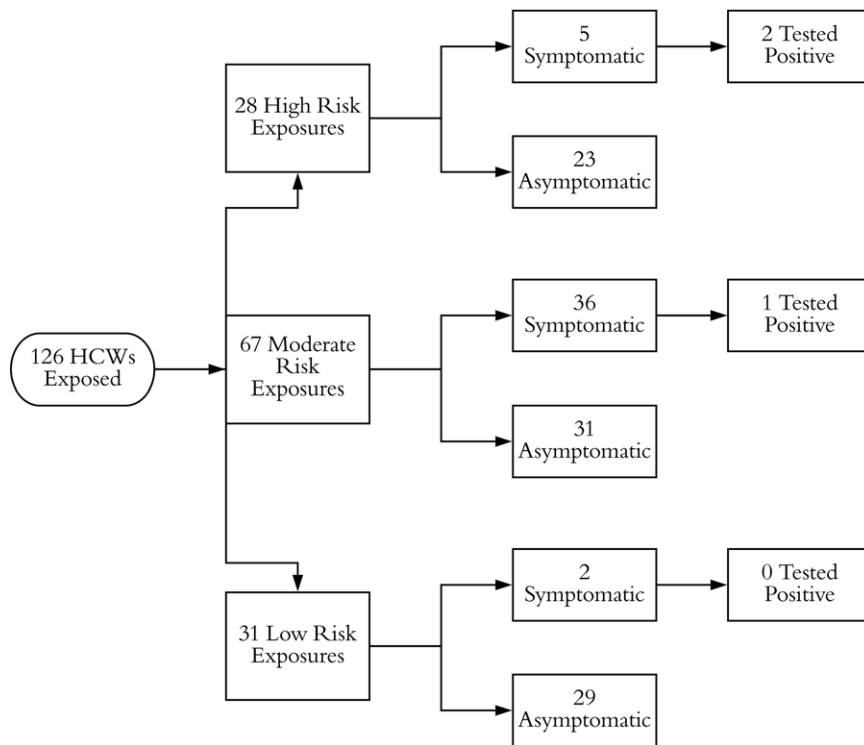 126 HCWs
Exposed
28 High Risk
Exposures
5
Symptomatic
2 Tested
Positive
23
Asymptomatic
67 Moderate
Risk
Exposures
36
Symptomatic
1 Tested
Positive
31
Asymptomatic
31 Low Risk
Exposures
2
Symptomatic
0 Tested
Positive
29
Asymptomatic